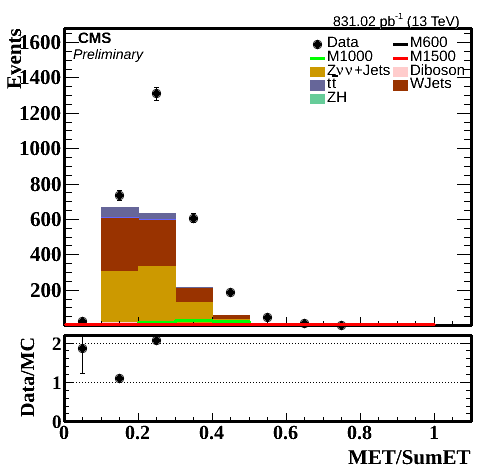 831.02 pb⁻¹ (13 TeV)
CMS
Preliminary
Data
M600
M1000
M1500
Zνν+Jets
Diboson
tt̄
WJets
ZH
Events
1600
1400
1200
1000
800
600
400
200
Data/MC
2
1
0
0
0.2
0.4
0.6
0.8
1
MET/SumET